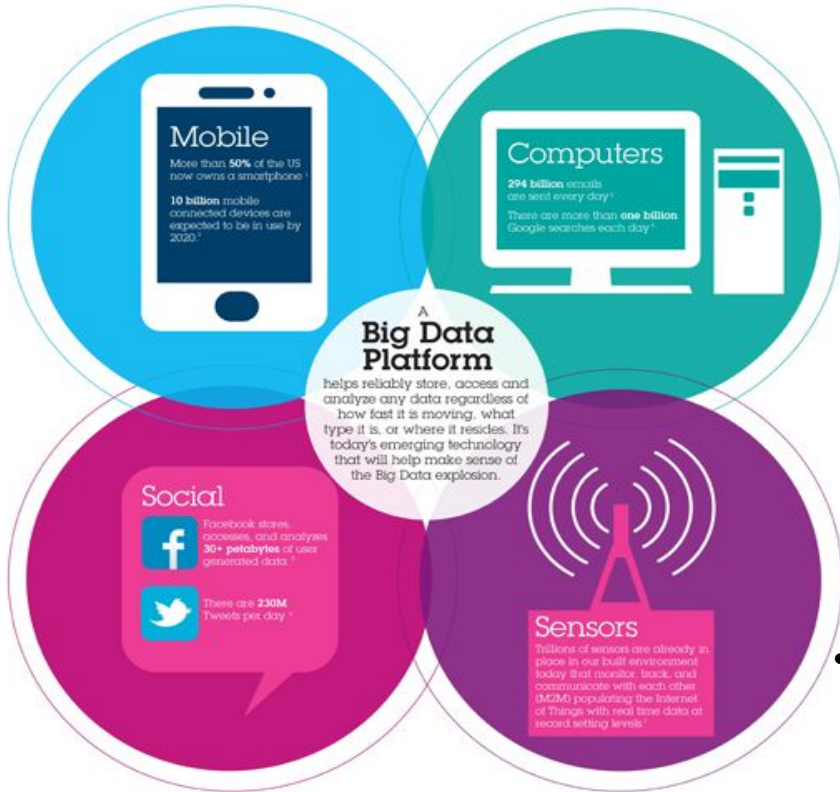 Mobile
More than 50% of the US
now owns a smartphone
10 billion mobile
connected devices are
expected to be in use by
2020.
Computers
294 billion emails
are sent every day
There are more than one billion
Google searches each day
A
Big Data
Platform
helps reliably store, access and
analyze any data regardless of
how fast it is moving, what
type it is, or where it resides. It's
today's emerging technology
that will help make sense of
the Big Data explosion.
Social
f
Facebook stores,
accesses, and analyzes
30+ petabytes of user
generated data
There are 230M
Tweets per day
Sensors
Trillions of sensors are already in
place in our built environment
today that monitor, track, and
communicate with each other
(M2M) populating the Internet
of Things with real time data at
record setting levels